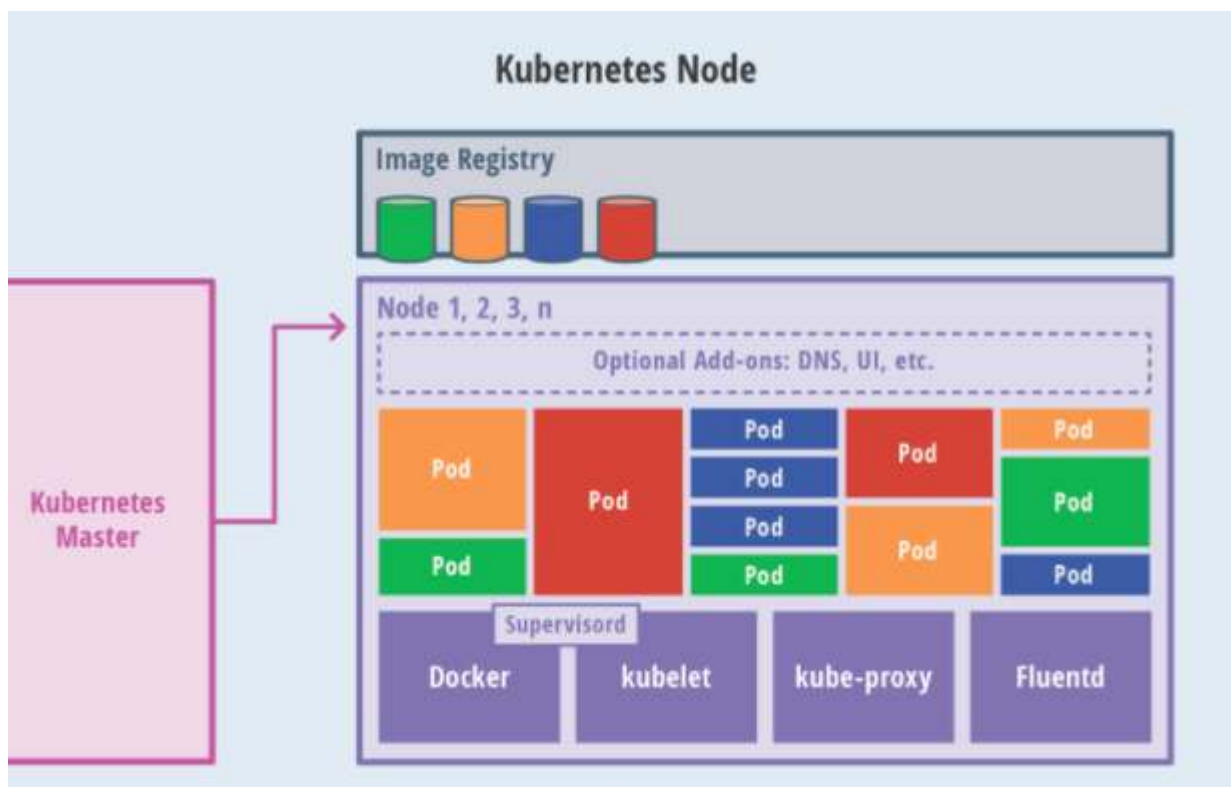 Kubernetes Node
Image Registry
Node 1, 2, 3, n
Optional Add-ons: DNS, UI, etc.
Kubernetes
Master
Pod
Pod
Pod
Pod
Pod
Pod
Pod
Pod
Pod
Pod
Pod
Pod
Supervisord
Docker
kubelet
kube-proxy
Fluentd